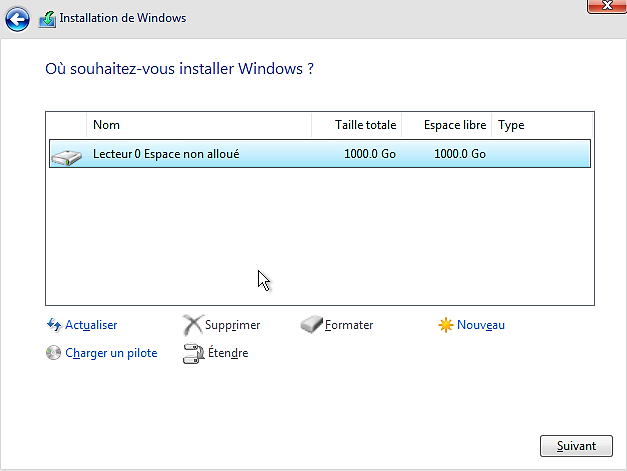 Installation de Windows
Où souhaitez-vous installer Windows ?
Nom Taille totale Espace libre Type
Lecteur 0 Espace non alloué 1000.0 Go 1000.0 Go
Actualiser Supprimer Formater Nouveau
Charger un pilote Étendre
Suivant